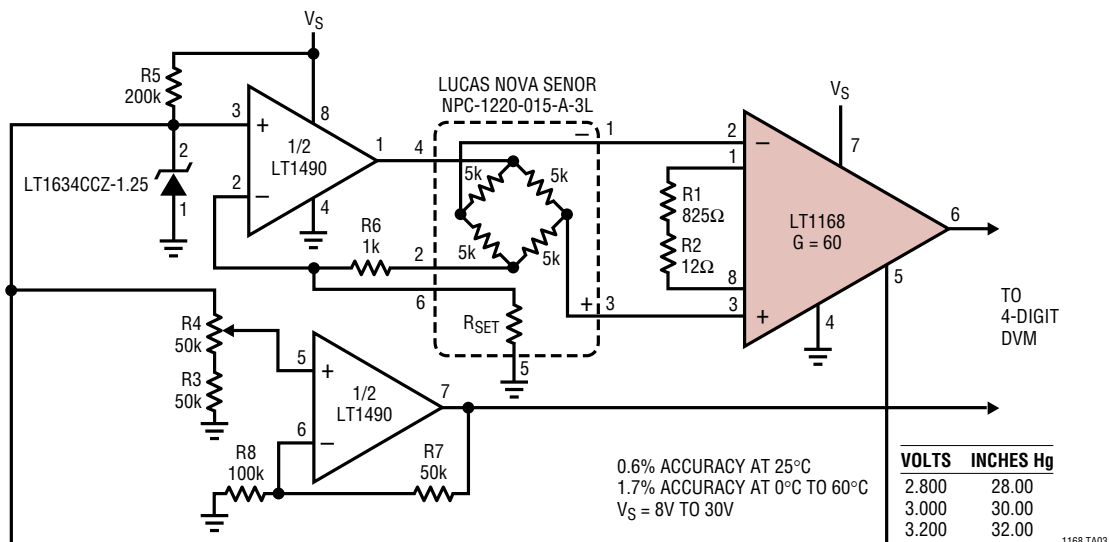 VS
R5
200k
3
+
8
1/2
LT1490
1
2
−
4
2
LT1634CCZ-1.25
1
R6
1k
LUCAS NOVA SENOR
NPC-1220-015-A-3L
4
5k
5k
5k
5k
2
6
RSET
5
−
1
+
3
VS
2
−
7
1
R1
825Ω
R2
12Ω
LT1168
G = 60
6
8
3
+
4
5
TO
4-DIGIT
DVM
R4
50k
R3
50k
5
+
1/2
LT1490
7
6
−
R8
100k
R7
50k
0.6% ACCURACY AT 25°C
1.7% ACCURACY AT 0°C TO 60°C
VS = 8V TO 30V
VOLTS INCHES Hg
2.800 28.00
3.000 30.00
3.200 32.00
1168 TA03